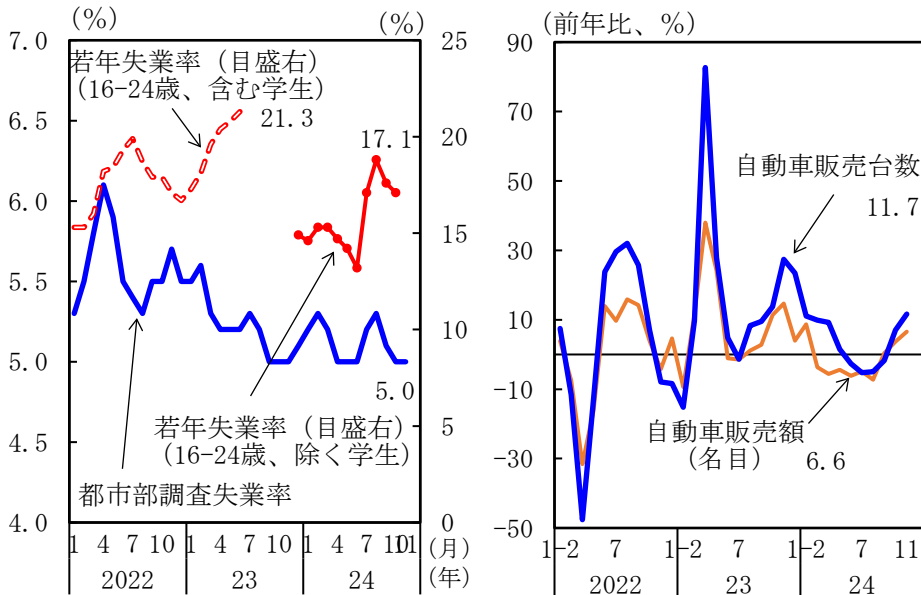 (%)
(%)
7.0
6.5
6.0
5.5
5.0
4.5
4.0
25
20
15
10
5
0
若年失業率（目盛右）
(16-24歳、含む学生)
21.3
17.1
5.0
若年失業率（目盛右）
(16-24歳、除く学生)
都市部調査失業率
1 4 7 10 1 4 7 10 1 4 7 10 (月)
2022 23 24 (年)
(前年比、%)
90
70
50
30
10
-10
-30
-50
自動車販売台数
11.7
自動車販売額
（名目）
6.6
1-2 7 1-2 7 1-2 7 11
2022 23 24